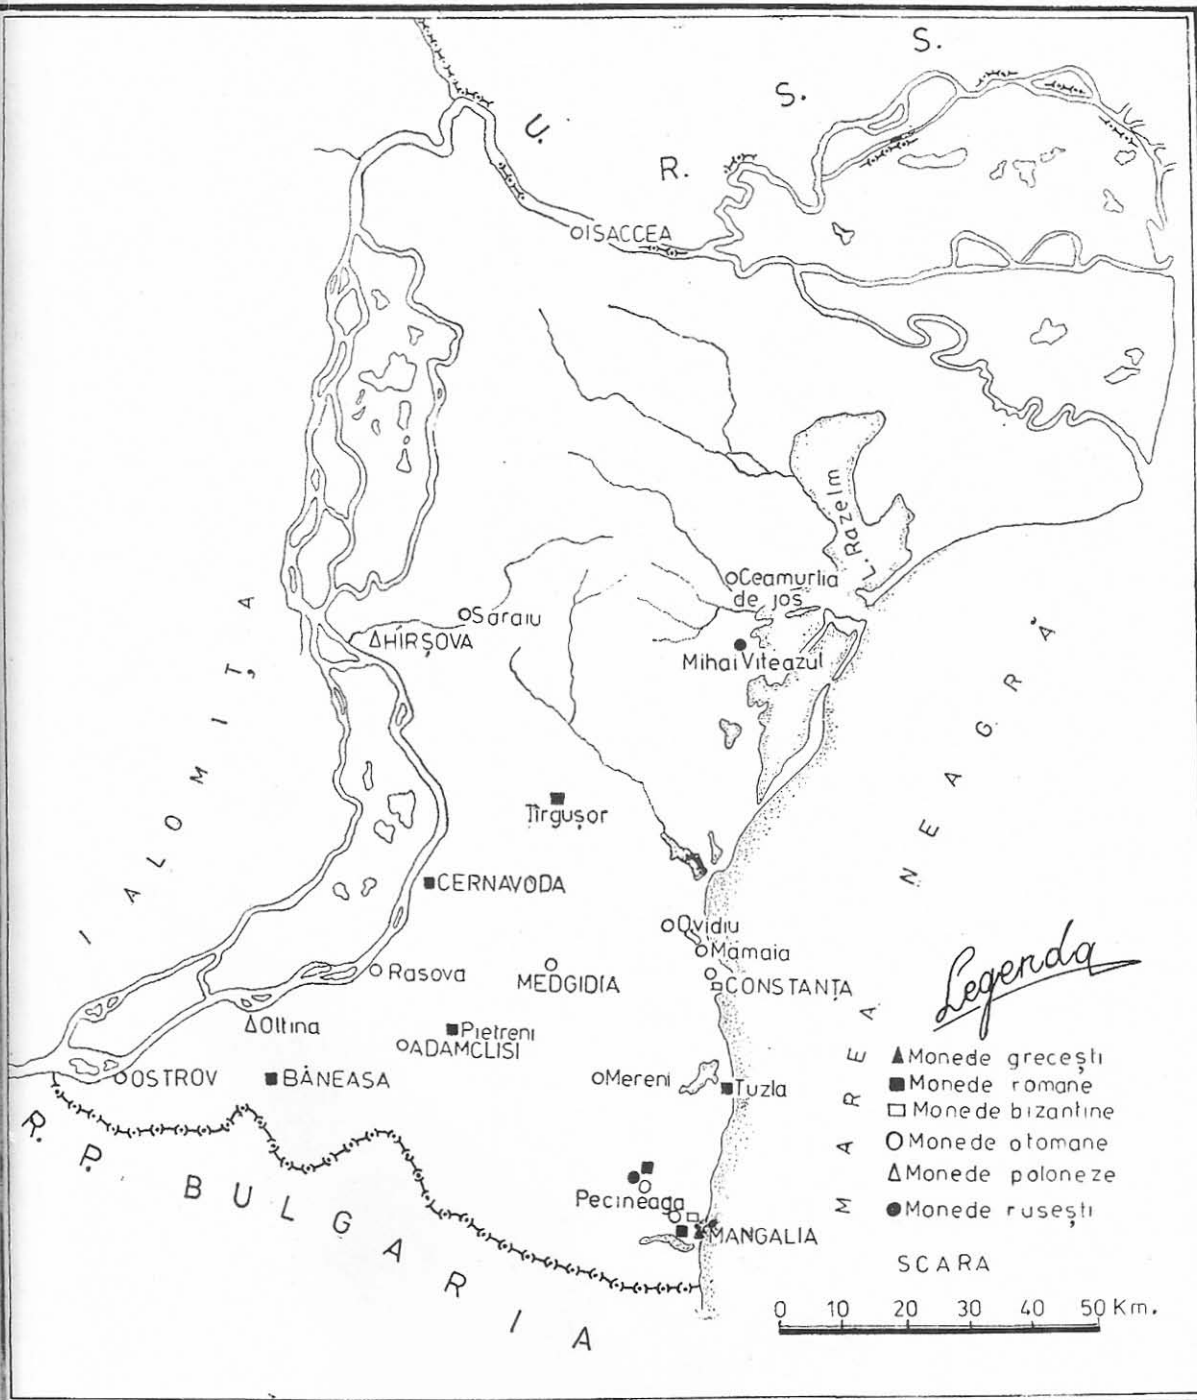 U. R. S. S.
ISACCEA
L. Razelm
Ceamurlia
de jos
Saraiu
HÎRȘOVA
Mihai Viteazul
IALOMIȚA
Tîrgușor
CERNAVODA
Ovidiu
Mamaia
Rasova
MEDGIDIA
CONSTANȚA
Oltina
Pietreni
ADAMCLISI
OSTROV
BĂNEASA
Mereni
Tuzla
Pecineaga
MANGALIA
R. P. BULGARIA
MAREA NEAGRĂ
Legenda
Monede grecești
Monede romane
Monede bizantine
Monede otomane
Monede poloneze
Monede rusești
SCARA
0 10 20 30 40 50 Km.